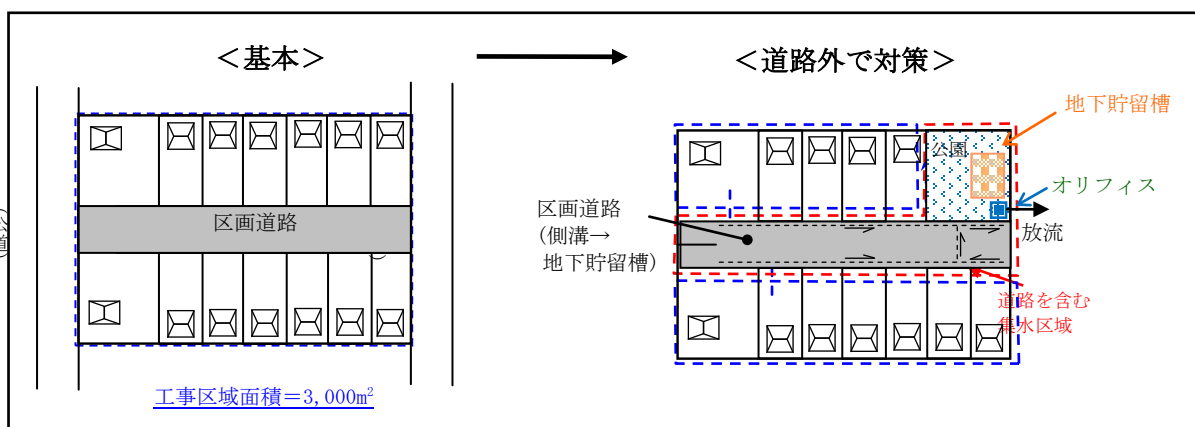 ＜基本＞
＜道路外で対策＞
地下貯留槽
公園
オリフィス
放流
区画道路
区画道路
(側溝→
地下貯留槽)
道路を含む
集水区域
工事区域面積＝3,000m²